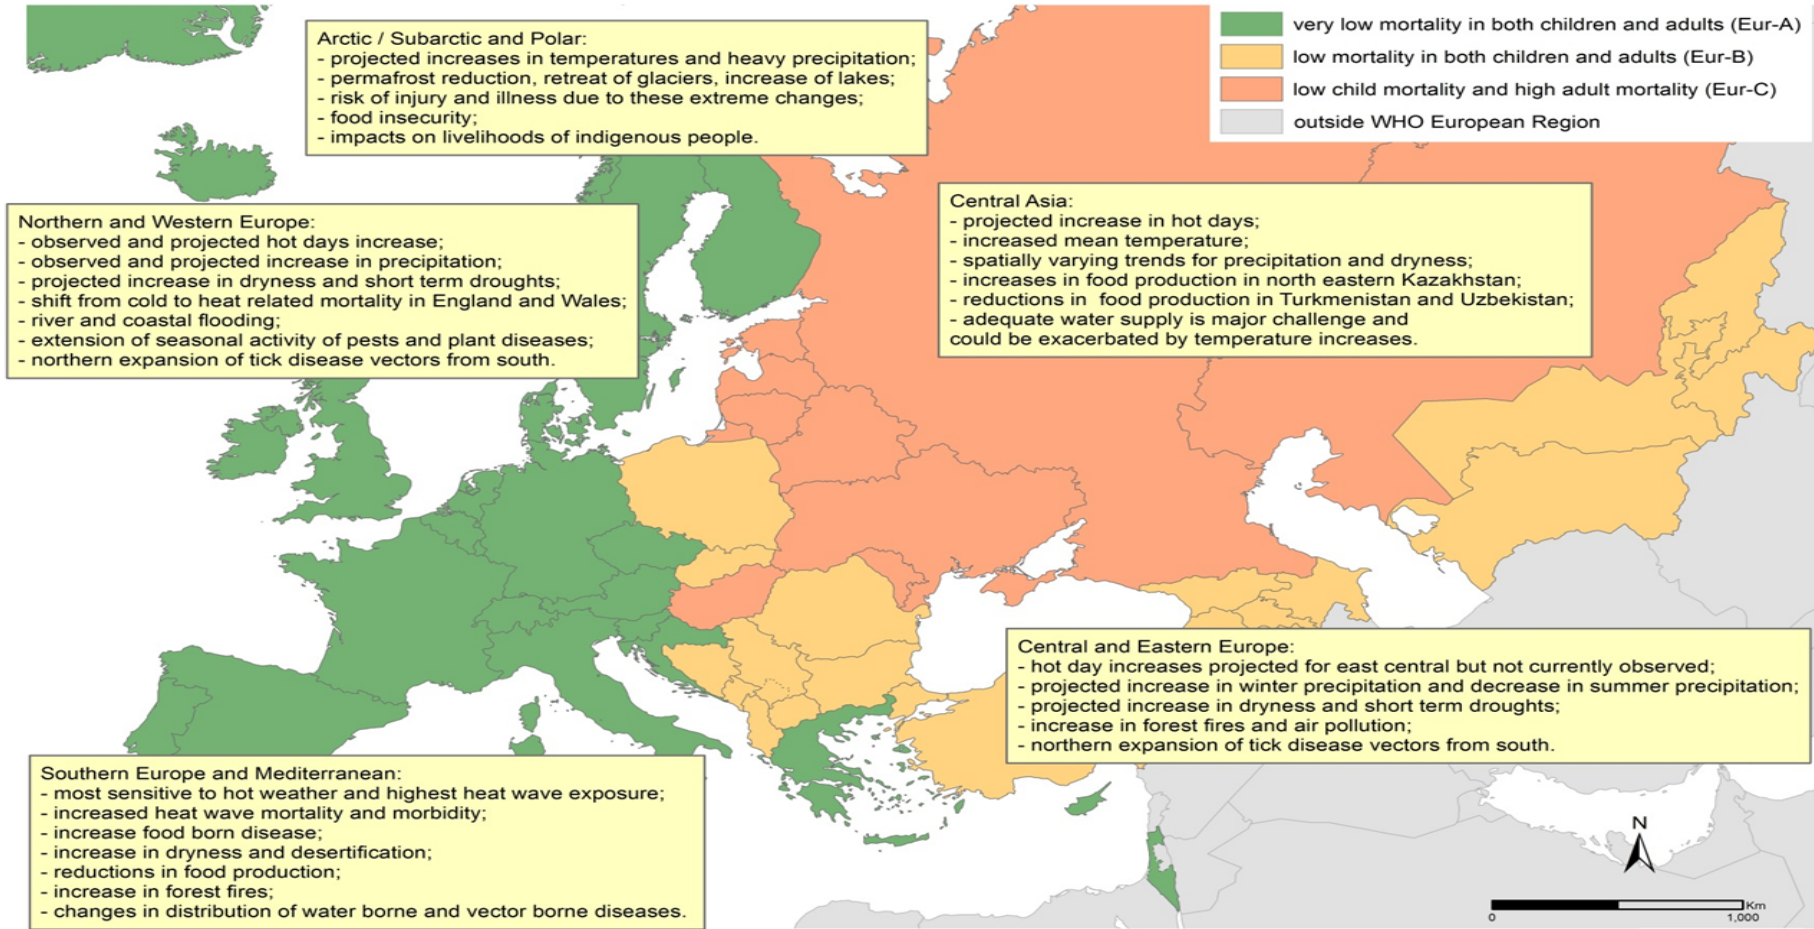 Arctic / Subarctic and Polar:
- projected increases in temperatures and heavy precipitation;
- permafrost reduction, retreat of glaciers, increase of lakes;
- risk of injury and illness due to these extreme changes;
- food insecurity;
- impacts on livelihoods of indigenous people.
very low mortality in both children and adults (Eur-A)
low mortality in both children and adults (Eur-B)
low child mortality and high adult mortality (Eur-C)
outside WHO European Region
Northern and Western Europe:
- observed and projected hot days increase;
- observed and projected increase in precipitation;
- projected increase in dryness and short term droughts;
- shift from cold to heat related mortality in England and Wales;
- river and coastal flooding;
- extension of seasonal activity of pests and plant diseases;
- northern expansion of tick disease vectors from south.
Central Asia:
- projected increase in hot days;
- increased mean temperature;
- spatially varying trends for precipitation and dryness;
- increases in food production in north eastern Kazakhstan;
- reductions in food production in Turkmenistan and Uzbekistan;
- adequate water supply is major challenge and
could be exacerbated by temperature increases.
Central and Eastern Europe:
- hot day increases projected for east central but not currently observed;
- projected increase in winter precipitation and decrease in summer precipitation;
- projected increase in dryness and short term droughts;
- increase in forest fires and air pollution;
- northern expansion of tick disease vectors from south.
Southern Europe and Mediterranean:
- most sensitive to hot weather and highest heat wave exposure;
- increased heat wave mortality and morbidity;
- increase food born disease;
- increase in dryness and desertification;
- reductions in food production;
- increase in forest fires;
- changes in distribution of water borne and vector borne diseases.
N
Km
0 1,000